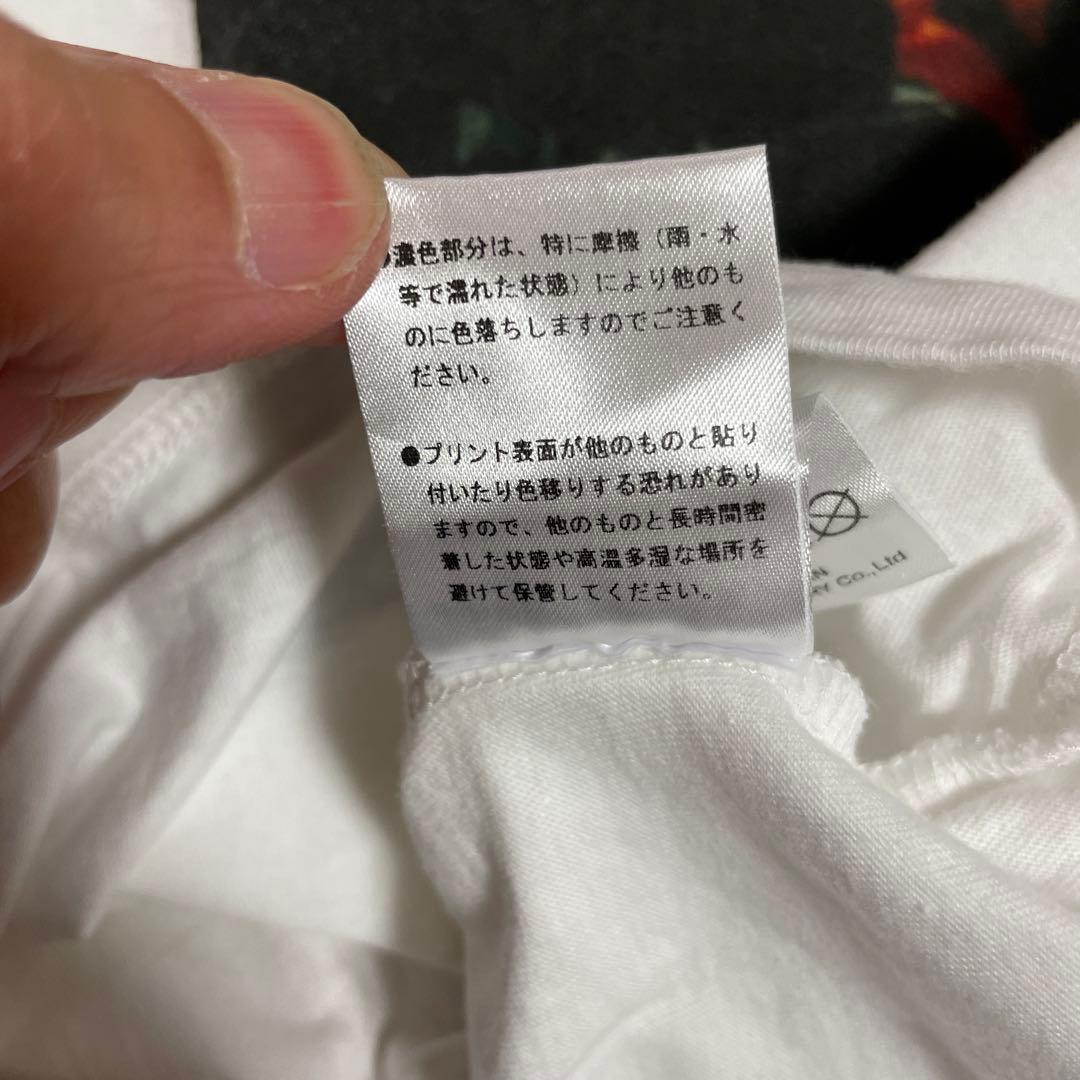 濃色部分は、特に摩擦（雨・水
等で濡れた状態）により他のも
のに色落ちしますのでご注意く
ださい。
●プリント表面が他のものと貼り
付いたり色移りする恐れがあり
ますので、他のものと長時間密
着した状態や高温多湿な場所を
避けて保管してください。
Co.,Ltd